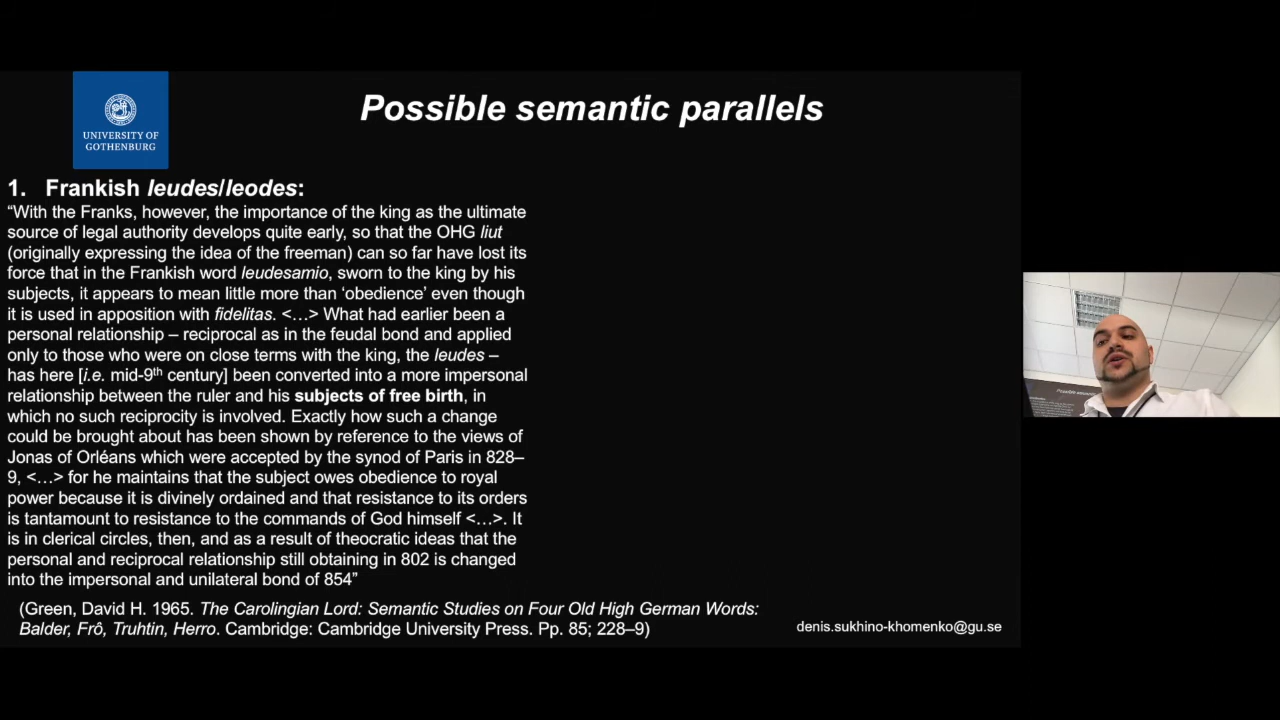 UNIVERSITY OF
GOTHENBURG
Possible semantic parallels
1. Frankish leudes/leodes:
“With the Franks, however, the importance of the king as the ultimate
source of legal authority develops quite early, so that the OHG liut
(originally expressing the idea of the freeman) can so far have lost its
force that in the Frankish word leudesamio, sworn to the king by his
subjects, it appears to mean little more than ‘obedience’ even though
it is used in apposition with fidelitas. <…> What had earlier been a
personal relationship – reciprocal as in the feudal bond and applied
only to those who were on close terms with the king, the leudes –
has here [i.e. mid-9th century] been converted into a more impersonal
relationship between the ruler and his subjects of free birth, in
which no such reciprocity is involved. Exactly how such a change
could be brought about has been shown by reference to the views of
Jonas of Orléans which were accepted by the synod of Paris in 828–
9, <…> for he maintains that the subject owes obedience to royal
power because it is divinely ordained and that resistance to its orders
is tantamount to resistance to the commands of God himself <…>. It
is in clerical circles, then, and as a result of theocratic ideas that the
personal and reciprocal relationship still obtaining in 802 is changed
into the impersonal and unilateral bond of 854”
(Green, David H. 1965. The Carolingian Lord: Semantic Studies on Four Old High German Words:
Balder, Frô, Truhtin, Herro. Cambridge: Cambridge University Press. Pp. 85; 228–9)
denis.sukhino-khomenko@gu.se